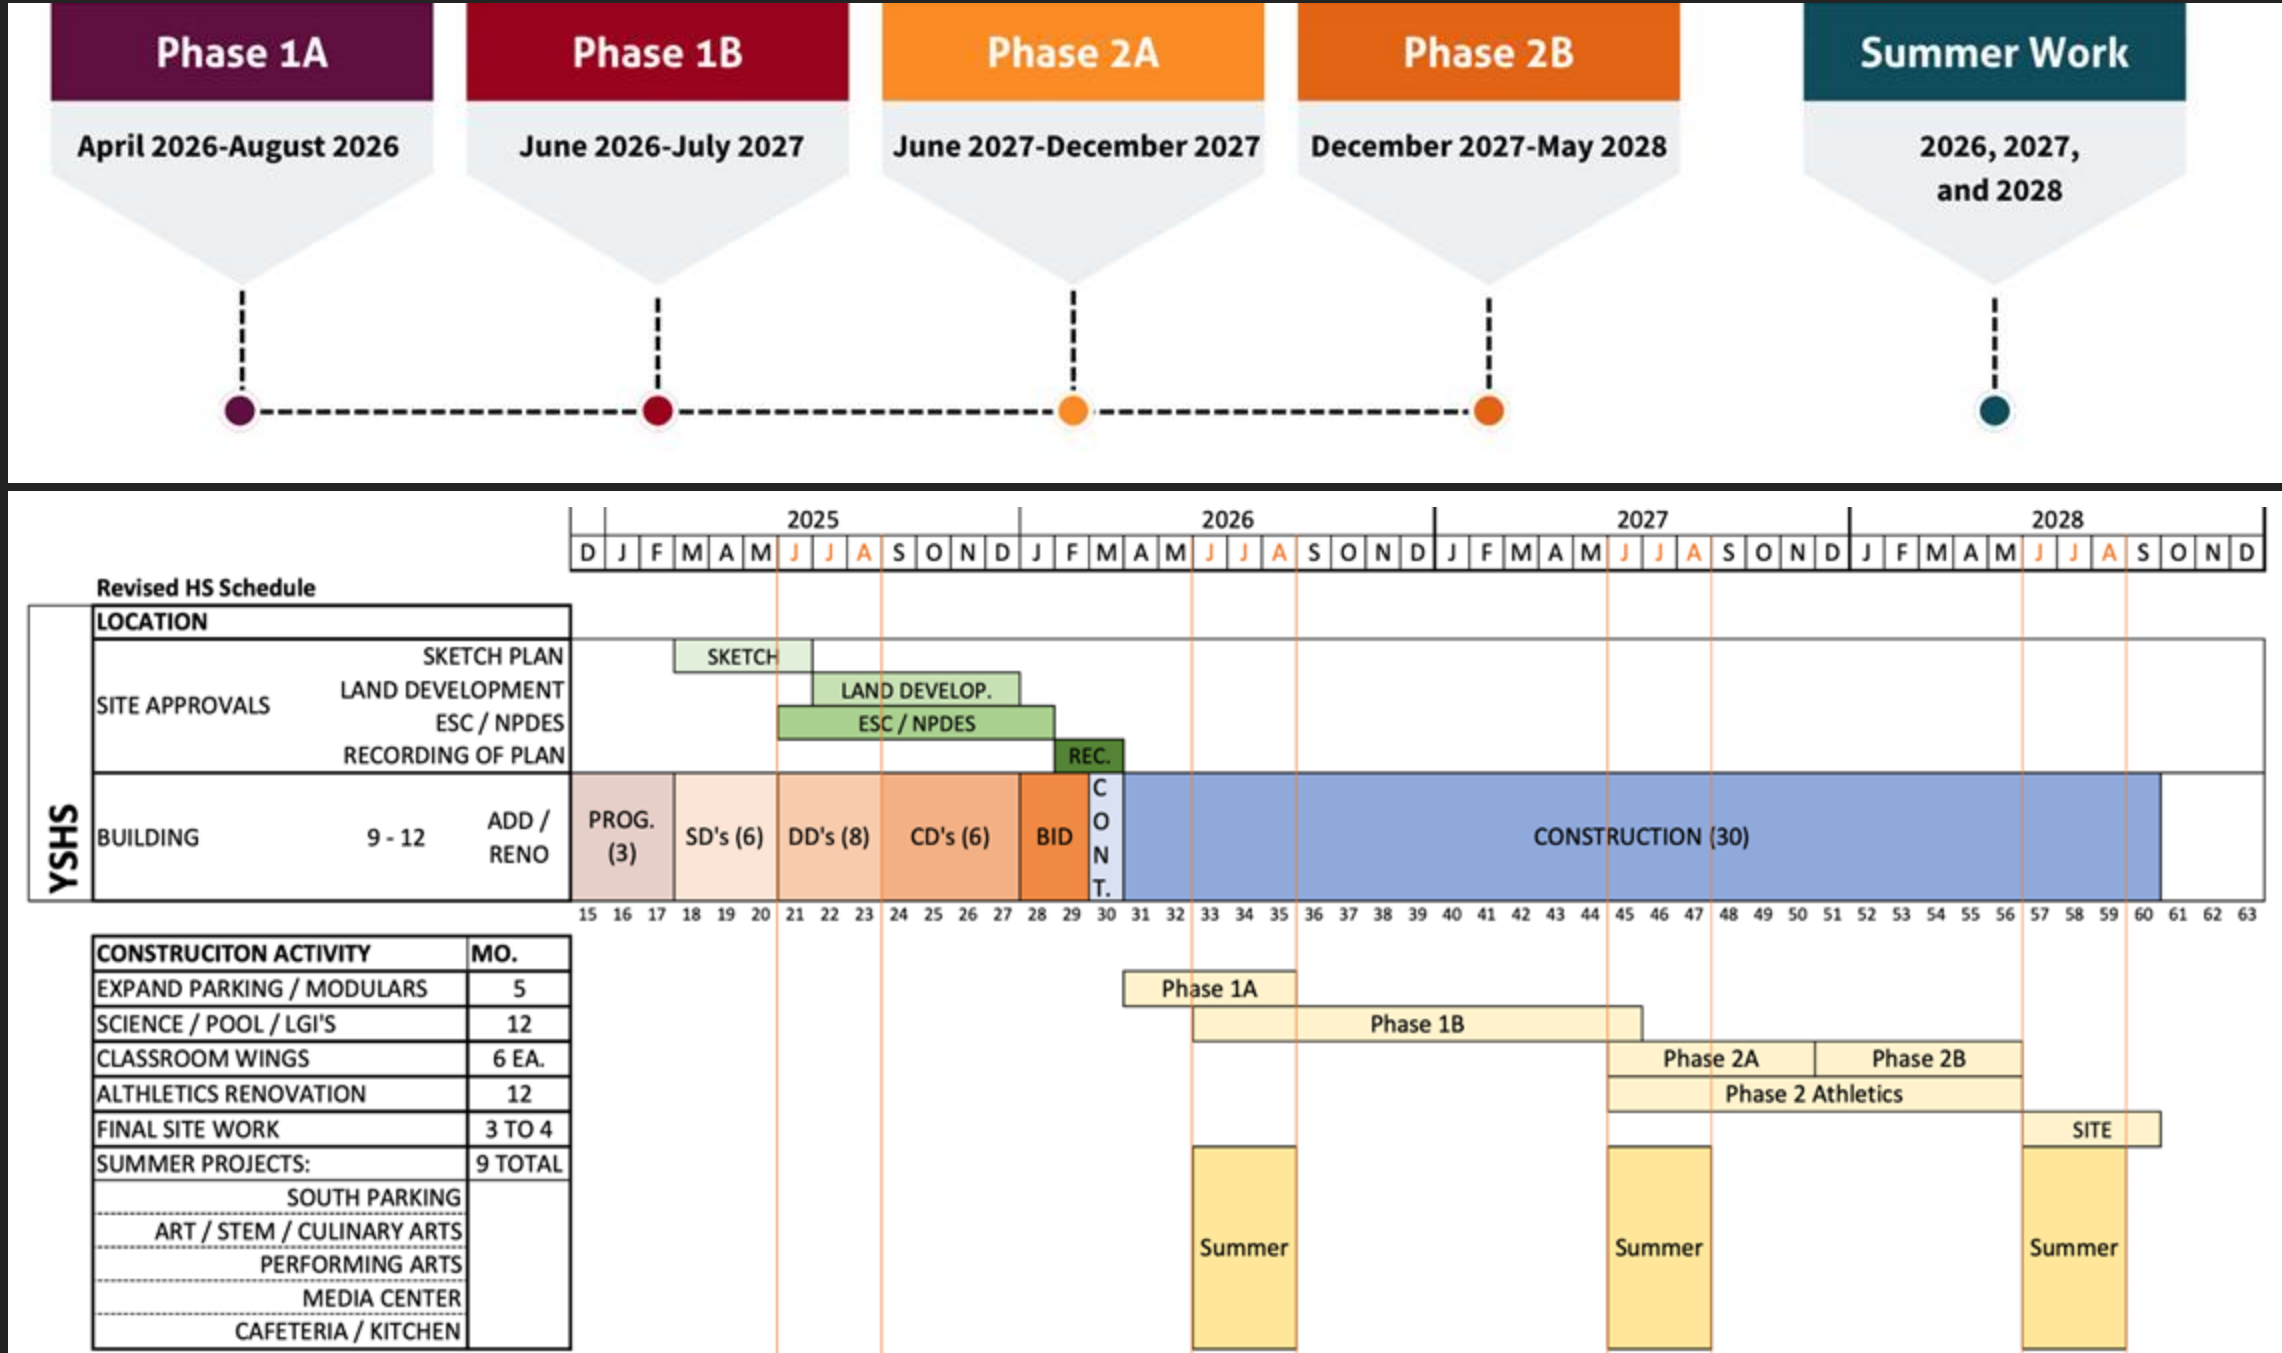 Phase 1A
Phase 1B
Phase 2A
Phase 2B
Summer Work
April 2026-August 2026
June 2026-July 2027
June 2027-December 2027
December 2027-May 2028
2026, 2027,
and 2028
2025 2026 2027 2028
D J F M A M J J A S O N D J F M A M J J A S O N D J F M A M J J A S O N D J F M A M J J A S O N D
Revised HS Schedule
YSHS
LOCATION
SITE APPROVALS
SKETCH PLAN SKETCH
LAND DEVELOPMENT LAND DEVELOP.
ESC / NPDES ESC / NPDES
RECORDING OF PLAN REC.
BUILDING 9 - 12 ADD /
RENO
PROG.
(3)
SD's (6)
DD's (8)
CD's (6)
BID
CONT.
CONSTRUCTION (30)
15 16 17 18 19 20 21 22 23 24 25 26 27 28 29 30 31 32 33 34 35 36 37 38 39 40 41 42 43 44 45 46 47 48 49 50 51 52 53 54 55 56 57 58 59 60 61 62 63
CONSTRUCITON ACTIVITY MO.
EXPAND PARKING / MODULARS 5 Phase 1A
SCIENCE / POOL / LGI'S 12 Phase 1B
CLASSROOM WINGS 6 EA. Phase 2A Phase 2B
ALTHLETICS RENOVATION 12 Phase 2 Athletics
FINAL SITE WORK 3 TO 4 SITE
SUMMER PROJECTS: 9 TOTAL
SOUTH PARKING
ART / STEM / CULINARY ARTS
PERFORMING ARTS
MEDIA CENTER
CAFETERIA / KITCHEN
Summer Summer Summer